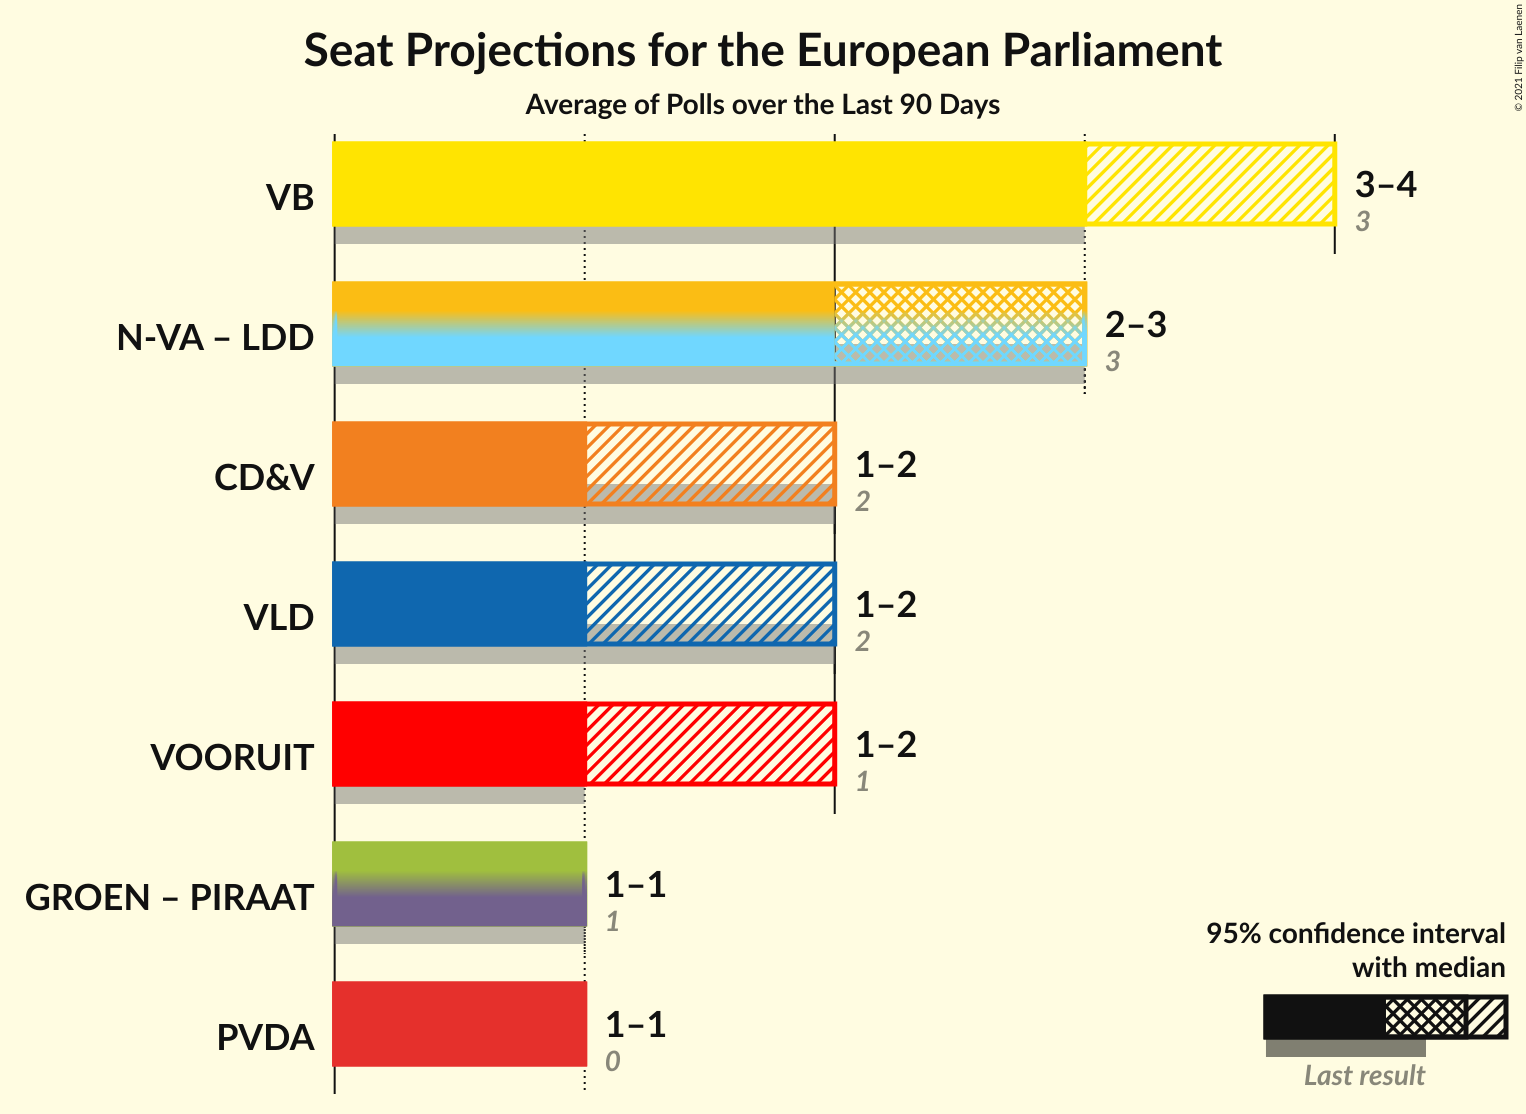 Seat Projections for the European Parliament
Average of Polls over the Last 90 Days
© 2021 Filip van Laenen
VB
3–4
3
N-VA – LDD
2–3
3
CD&V
1–2
2
VLD
1–2
2
VOORUIT
1–2
1
GROEN – PIRAAT
1–1
1
PVDA
1–1
0
95% confidence interval
with median
Last result